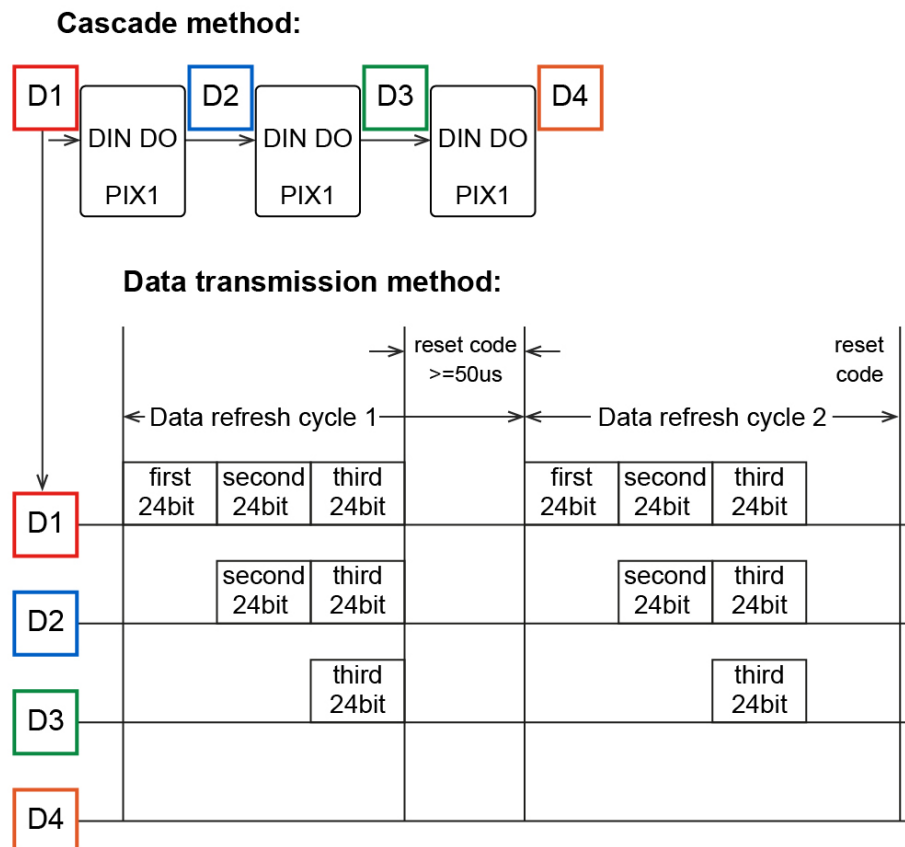 Cascade method:
D1
D2
D3
D4
DIN DO
DIN DO
DIN DO
PIX1
PIX1
PIX1
Data transmission method:
reset code
>=50us
reset
code
Data refresh cycle 1
Data refresh cycle 2
D1
first
24bit
second
24bit
third
24bit
first
24bit
second
24bit
third
24bit
D2
second
24bit
third
24bit
second
24bit
third
24bit
D3
third
24bit
third
24bit
D4